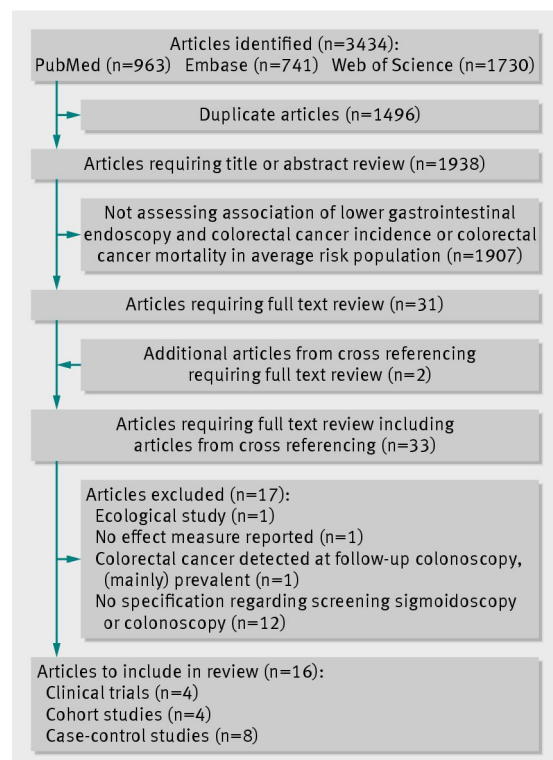 Articles identified (n=3434):
PubMed (n=963) Embase (n=741) Web of Science (n=1730)
Duplicate articles (n=1496)
Articles requiring title or abstract review (n=1938)
Not assessing association of lower gastrointestinal
endoscopy and colorectal cancer incidence or colorectal
cancer mortality in average risk population (n=1907)
Articles requiring full text review (n=31)
Additional articles from cross referencing
requiring full text review (n=2)
Articles requiring full text review including
articles from cross referencing (n=33)
Articles excluded (n=17):
Ecological study (n=1)
No effect measure reported (n=1)
Colorectal cancer detected at follow-up colonoscopy,
(mainly) prevalent (n=1)
No specification regarding screening sigmoidoscopy
or colonoscopy (n=12)
Articles to include in review (n=16):
Clinical trials (n=4)
Cohort studies (n=4)
Case-control studies (n=8)